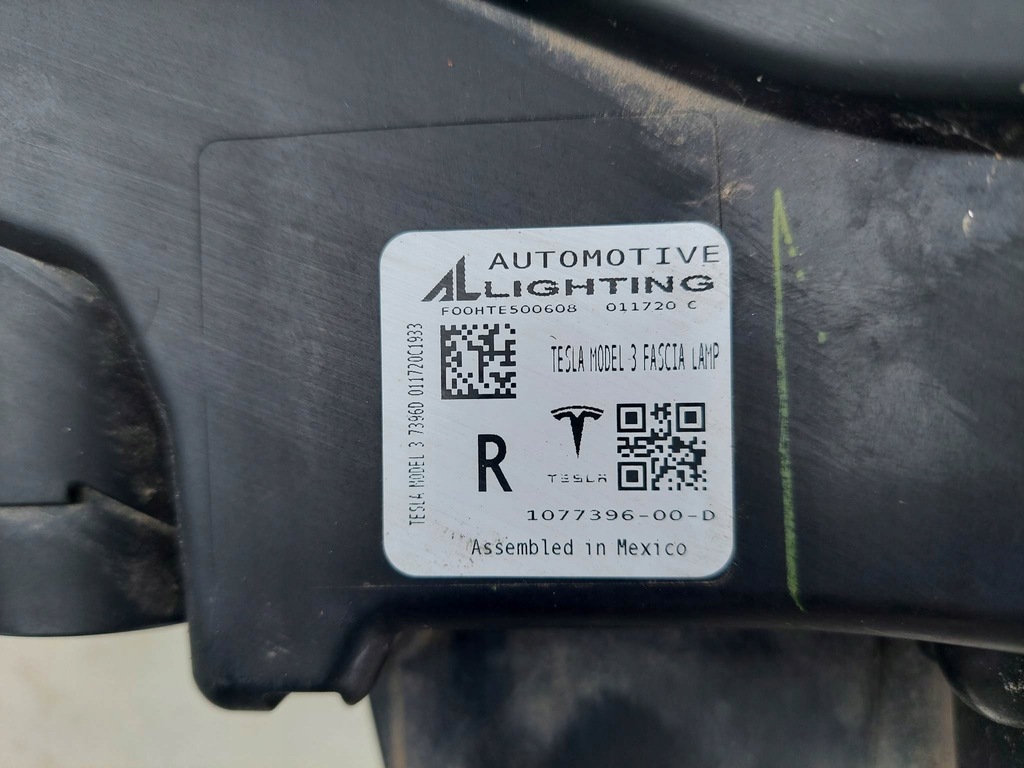 AUTOMOTIVE
AL LIGHTING
F00HTE500608 011720 C
TESLA MODEL 3 7396D 011720C1933
TESLA MODEL 3 FASCIA LAMP
R
TESLA
1077396-00-D
Assembled in Mexico